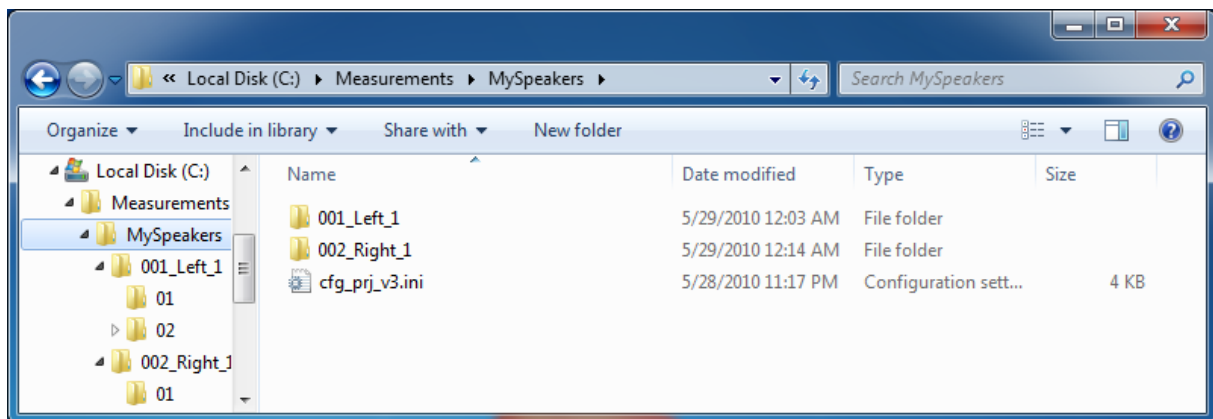 « Local Disk (C:) ▸ Measurements ▸ MySpeakers ▸ Search MySpeakers
Organize Include in library Share with New folder
Local Disk (C:)
Measurements
MySpeakers
001_Left_1
01
02
002_Right_1
01
Name Date modified Type Size
001_Left_1 5/29/2010 12:03 AM File folder
002_Right_1 5/29/2010 12:14 AM File folder
cfg_prj_v3.ini 5/28/2010 11:17 PM Configuration sett... 4 KB